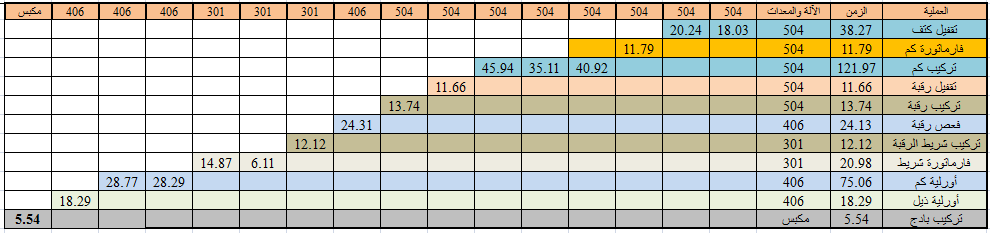 العملية الزمن الآلة والمعدات 504 504 504 504 504 504 504 504 406 301 301 301 406 406 406 مكبس
تقفيل كتف 38.27 504 18.03 20.24
فارماتورة كم 11.79 504 11.79
تركيب كم 121.97 504 40.92 35.11 45.94
تقفيل رقبة 11.66 504 11.66
تركيب رقبة 13.74 504 13.74
فعص رقبة 24.13 406 24.31
تركيب شريط الرقبة 12.12 301 12.12
فارماتورة شريط 20.98 301 6.11 14.87
أورلية كم 75.06 406 28.29 28.77
أورلية ذيل 18.29 406 18.29
تركيب بادج 5.54 مكبس 5.54